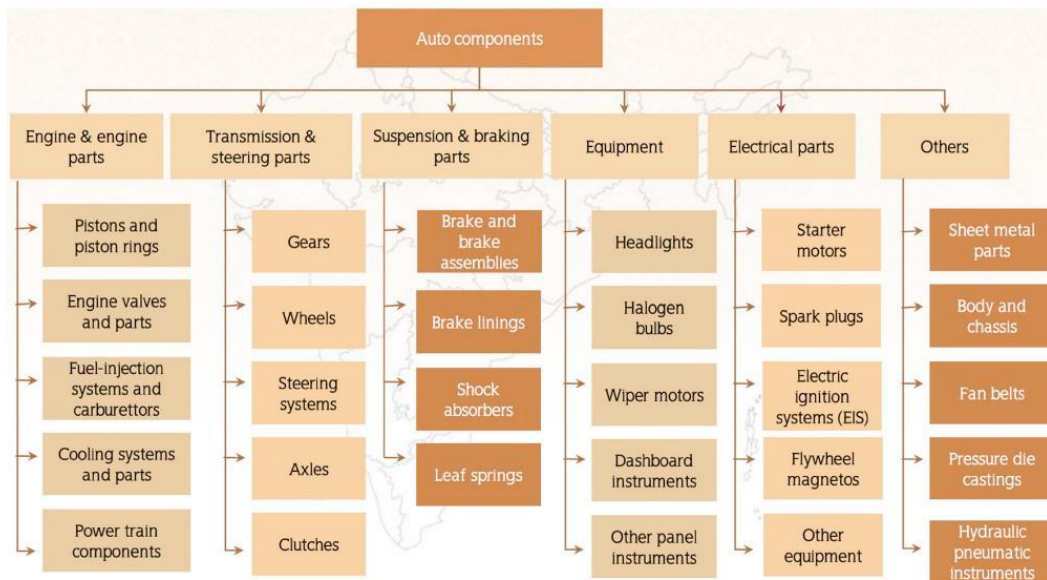 Auto components
Engine & engine
parts
Transmission &
steering parts
Suspension & braking
parts
Equipment
Electrical parts
Others
Pistons and
piston rings
Engine valves
and parts
Fuel-injection
systems and
carburettors
Cooling systems
and parts
Power train
components
Gears
Wheels
Steering
systems
Axles
Clutches
Brake and
brake
assemblies
Brake linings
Shock
absorbers
Leaf springs
Headlights
Halogen
bulbs
Wiper motors
Dashboard
instruments
Other panel
instruments
Starter
motors
Spark plugs
Electric
ignition
systems (EIS)
Flywheel
magnetos
Other
equipment
Sheet metal
parts
Body and
chassis
Fan belts
Pressure die
castings
Hydraulic
pneumatic
instruments